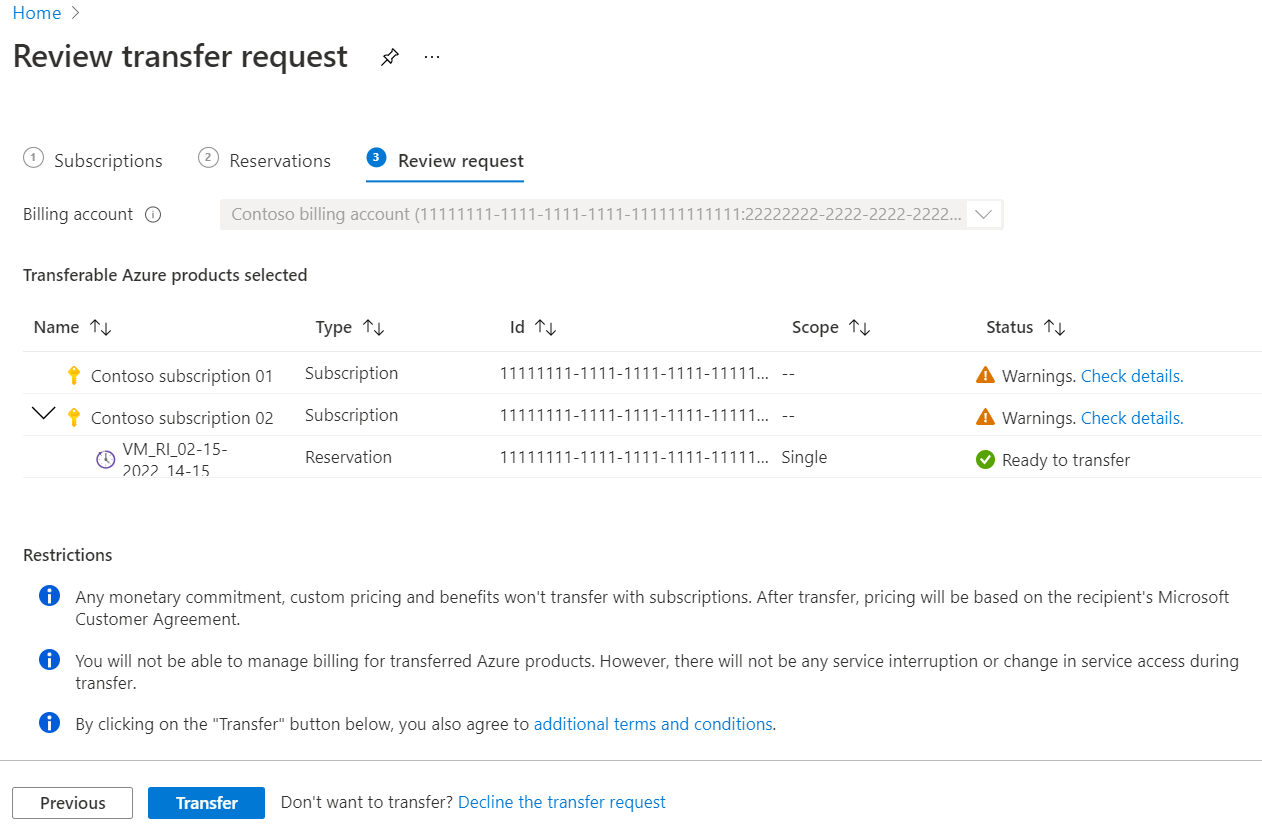 Home
Review transfer request
1 Subscriptions 2 Reservations 3 Review request
Billing account Contoso billing account (11111111-1111-1111-1111-111111111111:22222222-2222-2222-2222...
Transferable Azure products selected
Name Type Id Scope Status
Contoso subscription 01 Subscription 11111111-1111-1111-1111-11111... -- Warnings. Check details.
Contoso subscription 02 Subscription 11111111-1111-1111-1111-11111... -- Warnings. Check details.
VM_RI_02-15-
2022_14-15 Reservation 11111111-1111-1111-1111-11111... Single Ready to transfer
Restrictions
Any monetary commitment, custom pricing and benefits won't transfer with subscriptions. After transfer, pricing will be based on the recipient's Microsoft
Customer Agreement.
You will not be able to manage billing for transferred Azure products. However, there will not be any service interruption or change in service access during
transfer.
By clicking on the "Transfer" button below, you also agree to additional terms and conditions.
Previous Transfer Don't want to transfer? Decline the transfer request